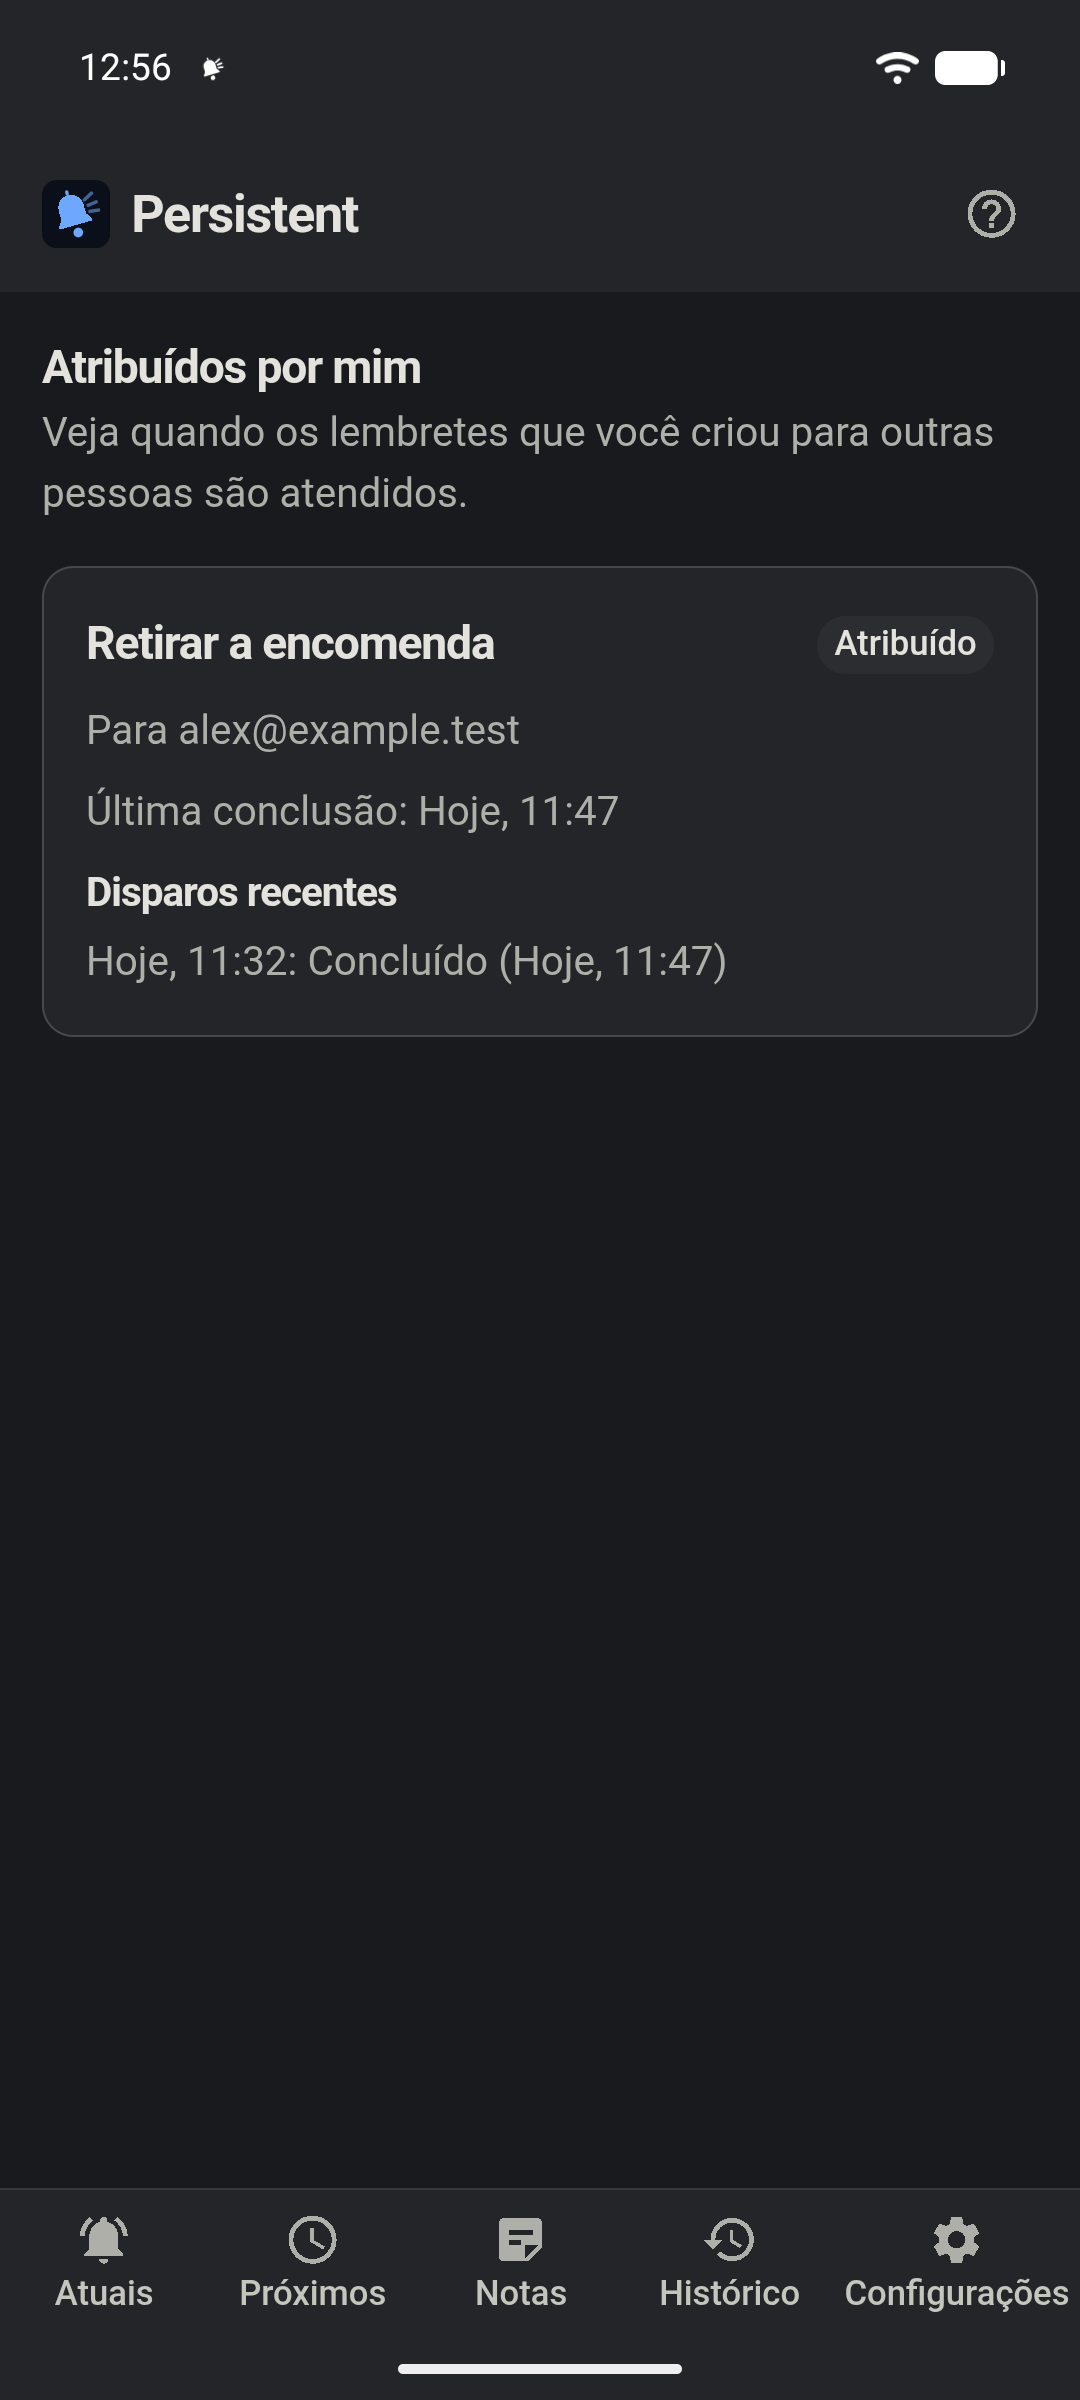 12:56
Persistent
Atribuídos por mim
Veja quando os lembretes que você criou para outras
pessoas são atendidos.
Retirar a encomenda
Atribuído
Para alex@example.test
Última conclusão: Hoje, 11:47
Disparos recentes
Hoje, 11:32: Concluído (Hoje, 11:47)
Atuais
Próximos
Notas
Histórico
Configurações